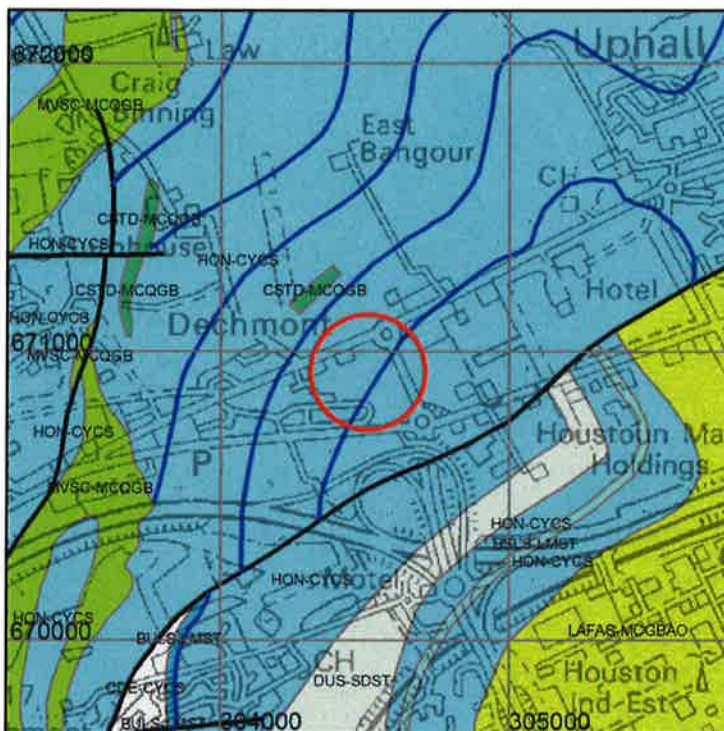 672000
Law
Uphall
Craig
Binning
MVSC-MCQGB
East
Bangour
CH
CSTD-MCQGB
HON-CYCS
HON-CYCS
CSTD-MCQGB
CSTD-MCQGB
Hotel
Dechmont
HON-CYCS
671000
MVSC-MCQGB
HON-CYCS
Houstoun Ma
Holdings
P
MVSC-MCQGB
HON-CYCS
BULS-LMST
HON-CYCS
HON-CYCS
Motel
HON-CYCS
670000
BULS-LMST
LAFAS-MCGBAO
CH
DUS-SDST
Houston
Ind Est
CDE-CYCS
BULS-LMST
304000
305000